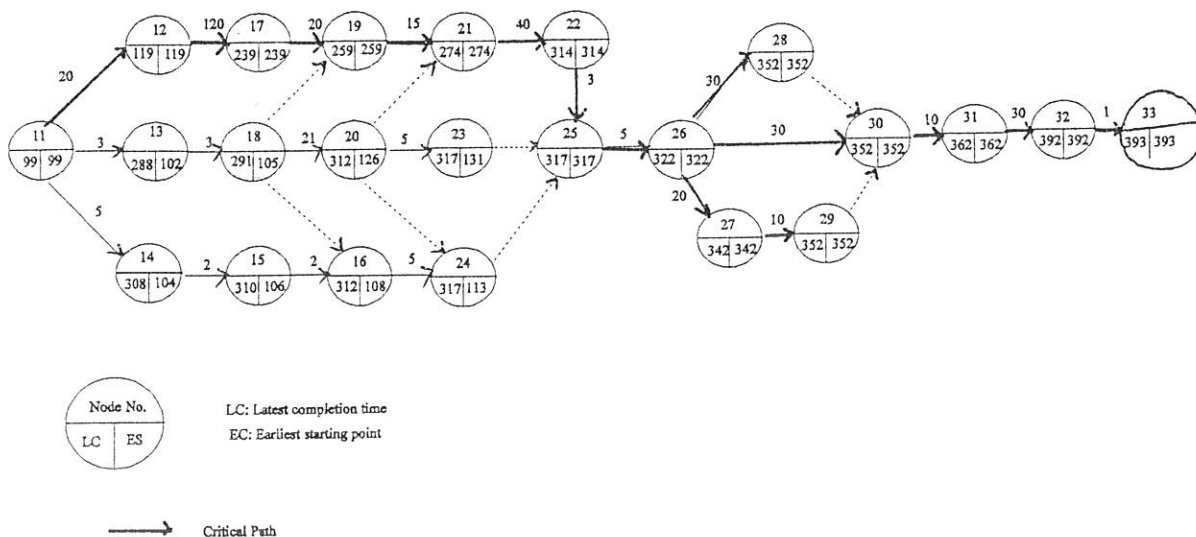 12 120 17 20 19 15 21 40 22
119 119 239 239 259 259 274 274 314 314
28
352 352
20 3 30
11 13 18 20 23 25 26 30 31 32 33
3 3 21 5 5 30 10 30 1
99 99 288 102 291 105 312 126 317 131 317 317 322 322 352 352 362 362 392 392 393 393
5 20
27 10 29
342 342 352 352
14 2 15 2 16 5 24
308 104 310 106 312 108 317 113
Node No.
LC ES
LC: Latest completion time
EC: Earliest starting point
Critical Path